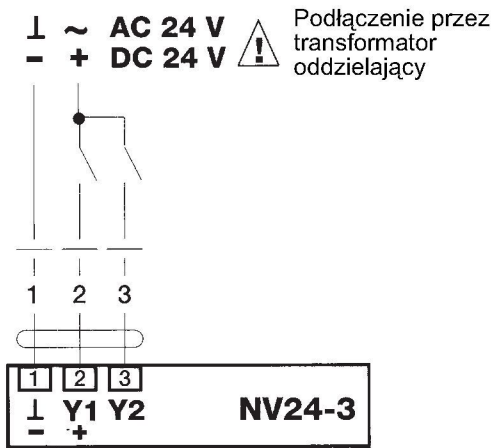 ⊥ ~ AC 24 V
− + DC 24 V
Podłączenie przez
transformator
oddzielający
!
1 2 3
1 2 3
⊥ Y1 Y2
− +
NV24-3